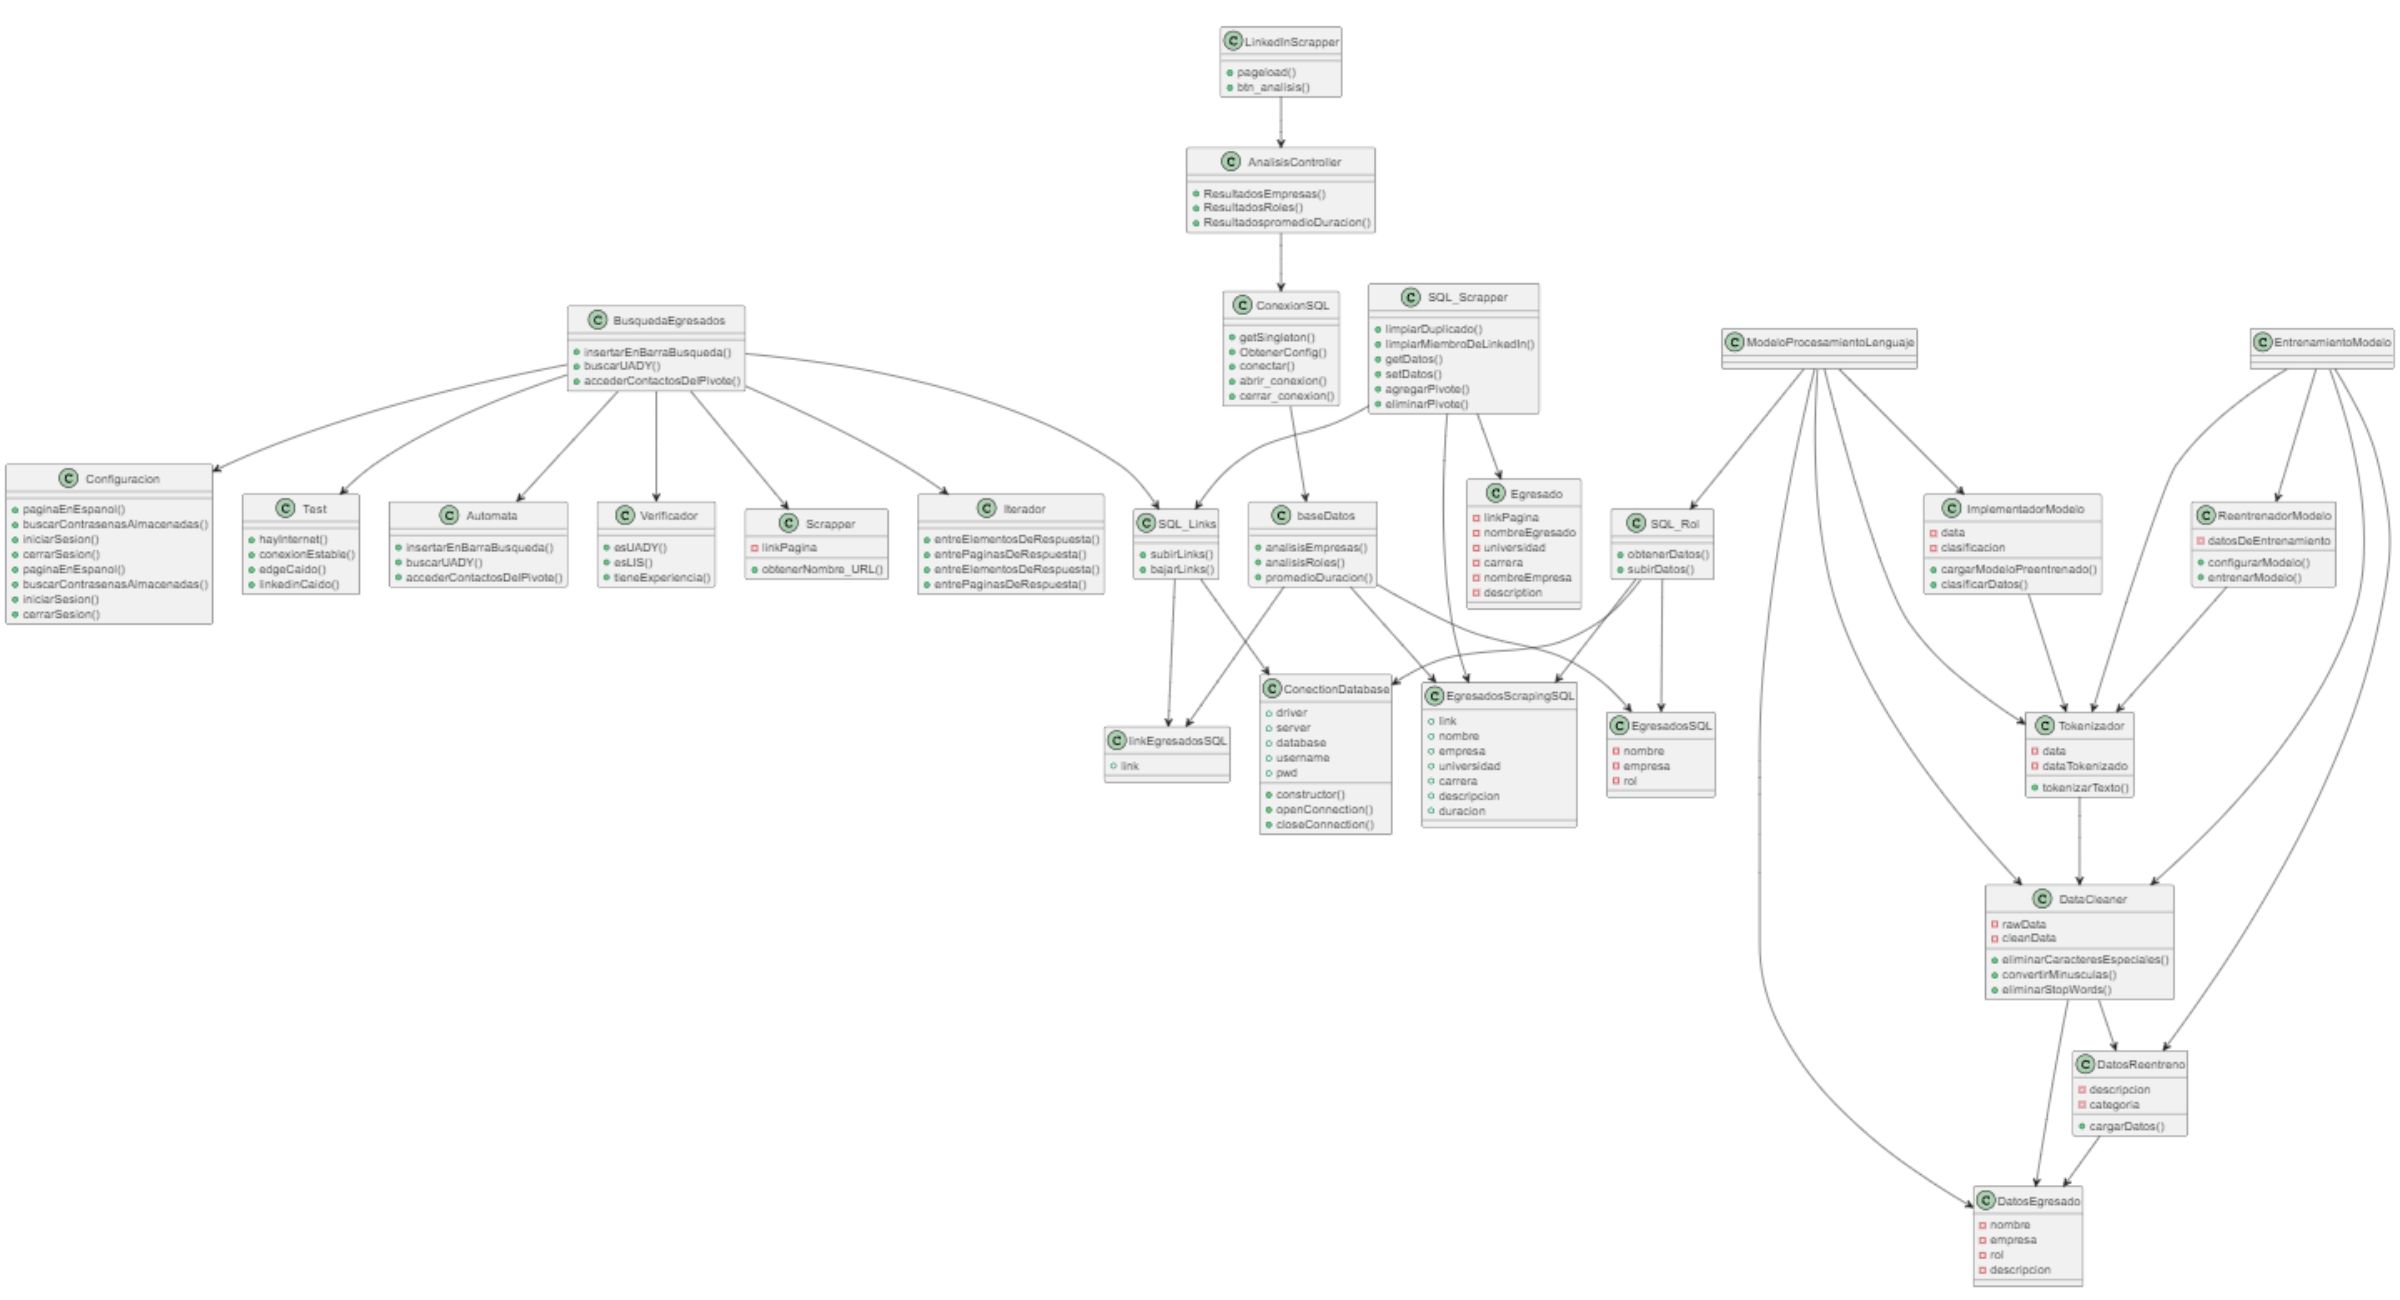 LinkedInScrapper
pageload()
btn_analisis()
AnalisisController
ResultadosEmpresas()
ResultadosRoles()
ResultadospromedioDuracion()
ConexionSQL
getSingleton()
ObtenerConfig()
conectar()
abrir_conexion()
cerrar_conexion()
SQL_Scrapper
limpiarDuplicado()
limpiarMiembroDeLinkedIn()
getDatos()
setDatos()
agregarPivote()
eliminarPivote()
BusquedaEgresados
insertarEnBarraBusqueda()
buscarUADY()
accederContactosDelPivote()
ModeloProcesamientoLenguaje
EntrenamientoModelo
Configuracion
paginaEnEspanol()
buscarContrasenasAlmacenadas()
iniciarSesion()
cerrarSesion()
paginaEnEspanol()
buscarContrasenasAlmacenadas()
iniciarSesion()
cerrarSesion()
Test
hayInternet()
conexionEstable()
edgeCaido()
linkedinCaido()
Automata
insertarEnBarraBusqueda()
buscarUADY()
accederContactosDelPivote()
Verificador
esUADY()
esLIS()
tieneExperiencia()
Scrapper
linkPagina
obtenerNombre_URL()
Iterador
entreElementosDeRespuesta()
entrePaginasDeRespuesta()
entreElementosDeRespuesta()
entrePaginasDeRespuesta()
SQL_Links
subirLinks()
bajarLinks()
baseDatos
analisisEmpresas()
analisisRoles()
promedioDuracion()
Egresado
linkPagina
nombreEgresado
universidad
carrera
nombreEmpresa
description
SQL_Rol
obtenerDatos()
subirDatos()
ImplementadorModelo
data
clasificacion
cargarModeloPreentrenado()
clasificarDatos()
ReentrenadorModelo
datosDeEntrenamiento
configurarModelo()
entrenarModelo()
linkEgresadosSQL
link
ConectionDatabase
driver
server
database
username
pwd
constructor()
openConnection()
closeConnection()
EgresadosScrapingSQL
link
nombre
empresa
universidad
carrera
descripcion
duracion
EgresadosSQL
nombre
empresa
rol
Tokenizador
data
dataTokenizado
tokenizarTexto()
DataCleaner
rawData
cleanData
eliminarCaracteresEspeciales()
convertirMinusculas()
eliminarStopWords()
DatosReentreno
descripcion
categoria
cargarDatos()
DatosEgresado
nombre
empresa
rol
descripcion